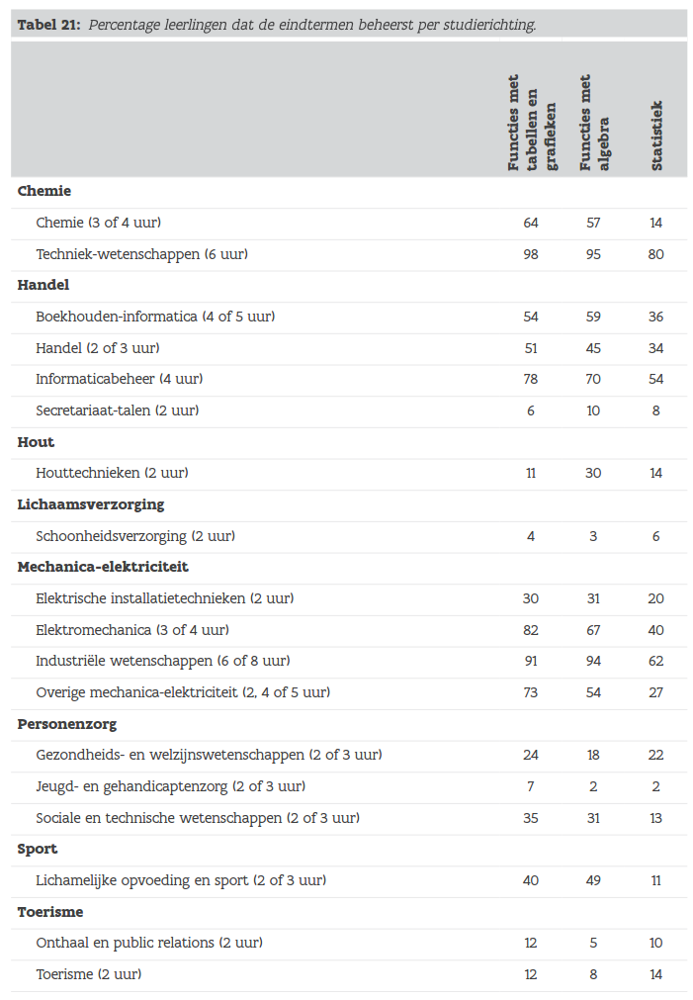 Tabel 21: Percentage leerlingen dat de eindtermen beheerst per studierichting.
Functies met tabellen en grafieken Functies met algebra Statistiek
Chemie
Chemie (3 of 4 uur) 64 57 14
Techniek-wetenschappen (6 uur) 98 95 80
Handel
Boekhouden-informatica (4 of 5 uur) 54 59 36
Handel (2 of 3 uur) 51 45 34
Informaticabeheer (4 uur) 78 70 54
Secretariaat-talen (2 uur) 6 10 8
Hout
Houttechnieken (2 uur) 11 30 14
Lichaamsverzorging
Schoonheidsverzorging (2 uur) 4 3 6
Mechanica-elektriciteit
Elektrische installatietechnieken (2 uur) 30 31 20
Elektromechanica (3 of 4 uur) 82 67 40
Industriële wetenschappen (6 of 8 uur) 91 94 62
Overige mechanica-elektriciteit (2, 4 of 5 uur) 73 54 27
Personenzorg
Gezondheids- en welzijnswetenschappen (2 of 3 uur) 24 18 22
Jeugd- en gehandicaptenzorg (2 of 3 uur) 7 2 2
Sociale en technische wetenschappen (2 of 3 uur) 35 31 13
Sport
Lichamelijke opvoeding en sport (2 of 3 uur) 40 49 11
Toerisme
Onthaal en public relations (2 uur) 12 5 10
Toerisme (2 uur) 12 8 14